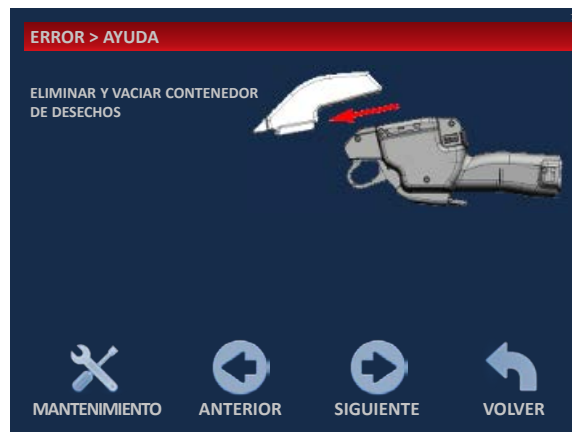 ERROR > AYUDA
ELIMINAR Y VACIAR CONTENEDOR
DE DESECHOS
MANTENIMIENTO
ANTERIOR
SIGUIENTE
VOLVER